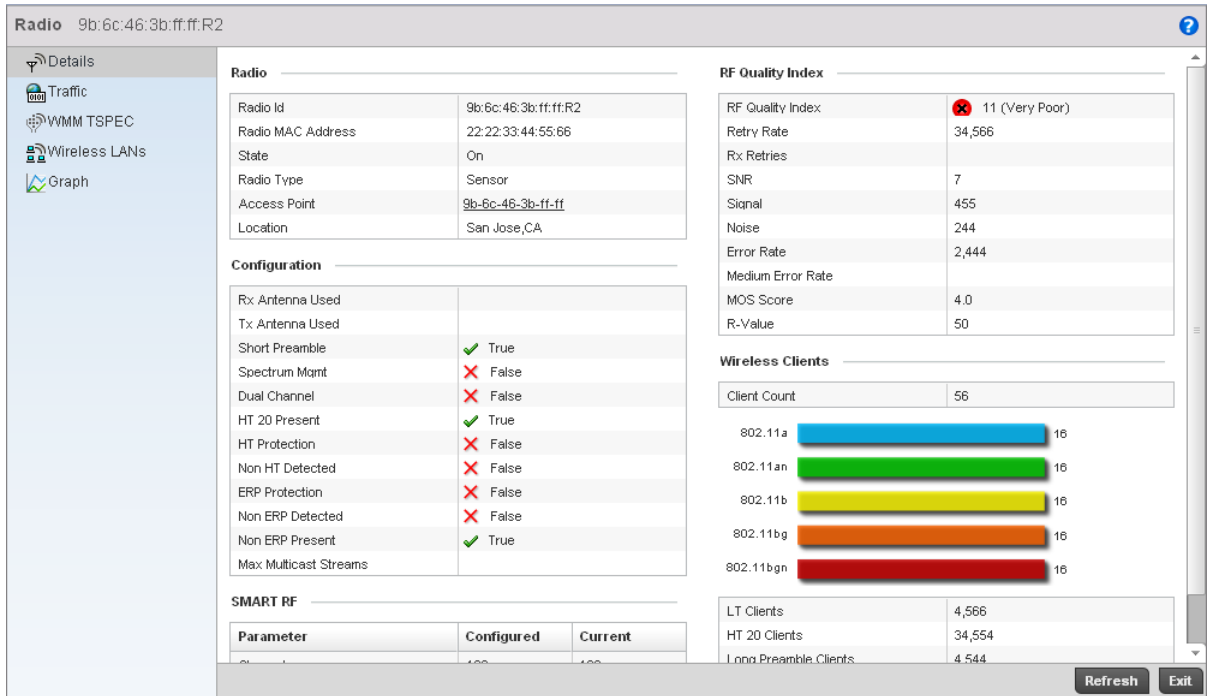 Radio 9b:6c:46:3b:ff:ff:R2
Details
Traffic
WMM TSPEC
Wireless LANs
Graph
Radio
Radio Id 9b:6c:46:3b:ff:ff:R2
Radio MAC Address 22:22:33:44:55:66
State On
Radio Type Sensor
Access Point 9b-6c-46-3b-ff-ff
Location San Jose,CA
Configuration
Rx Antenna Used
Tx Antenna Used
Short Preamble True
Spectrum Mgmt False
Dual Channel False
HT 20 Present True
HT Protection False
Non HT Detected False
ERP Protection False
Non ERP Detected False
Non ERP Present True
Max Multicast Streams
SMART RF
Parameter Configured Current
RF Quality Index
RF Quality Index 11 (Very Poor)
Retry Rate 34,566
Rx Retries
SNR 7
Signal 455
Noise 244
Error Rate 2,444
Medium Error Rate
MOS Score 4.0
R-Value 50
Wireless Clients
Client Count 56
802.11a 16
802.11an 16
802.11b 16
802.11bg 16
802.11bgn 16
LT Clients 4,566
HT 20 Clients 34,554
Long Preamble Clients 4,544
Refresh Exit